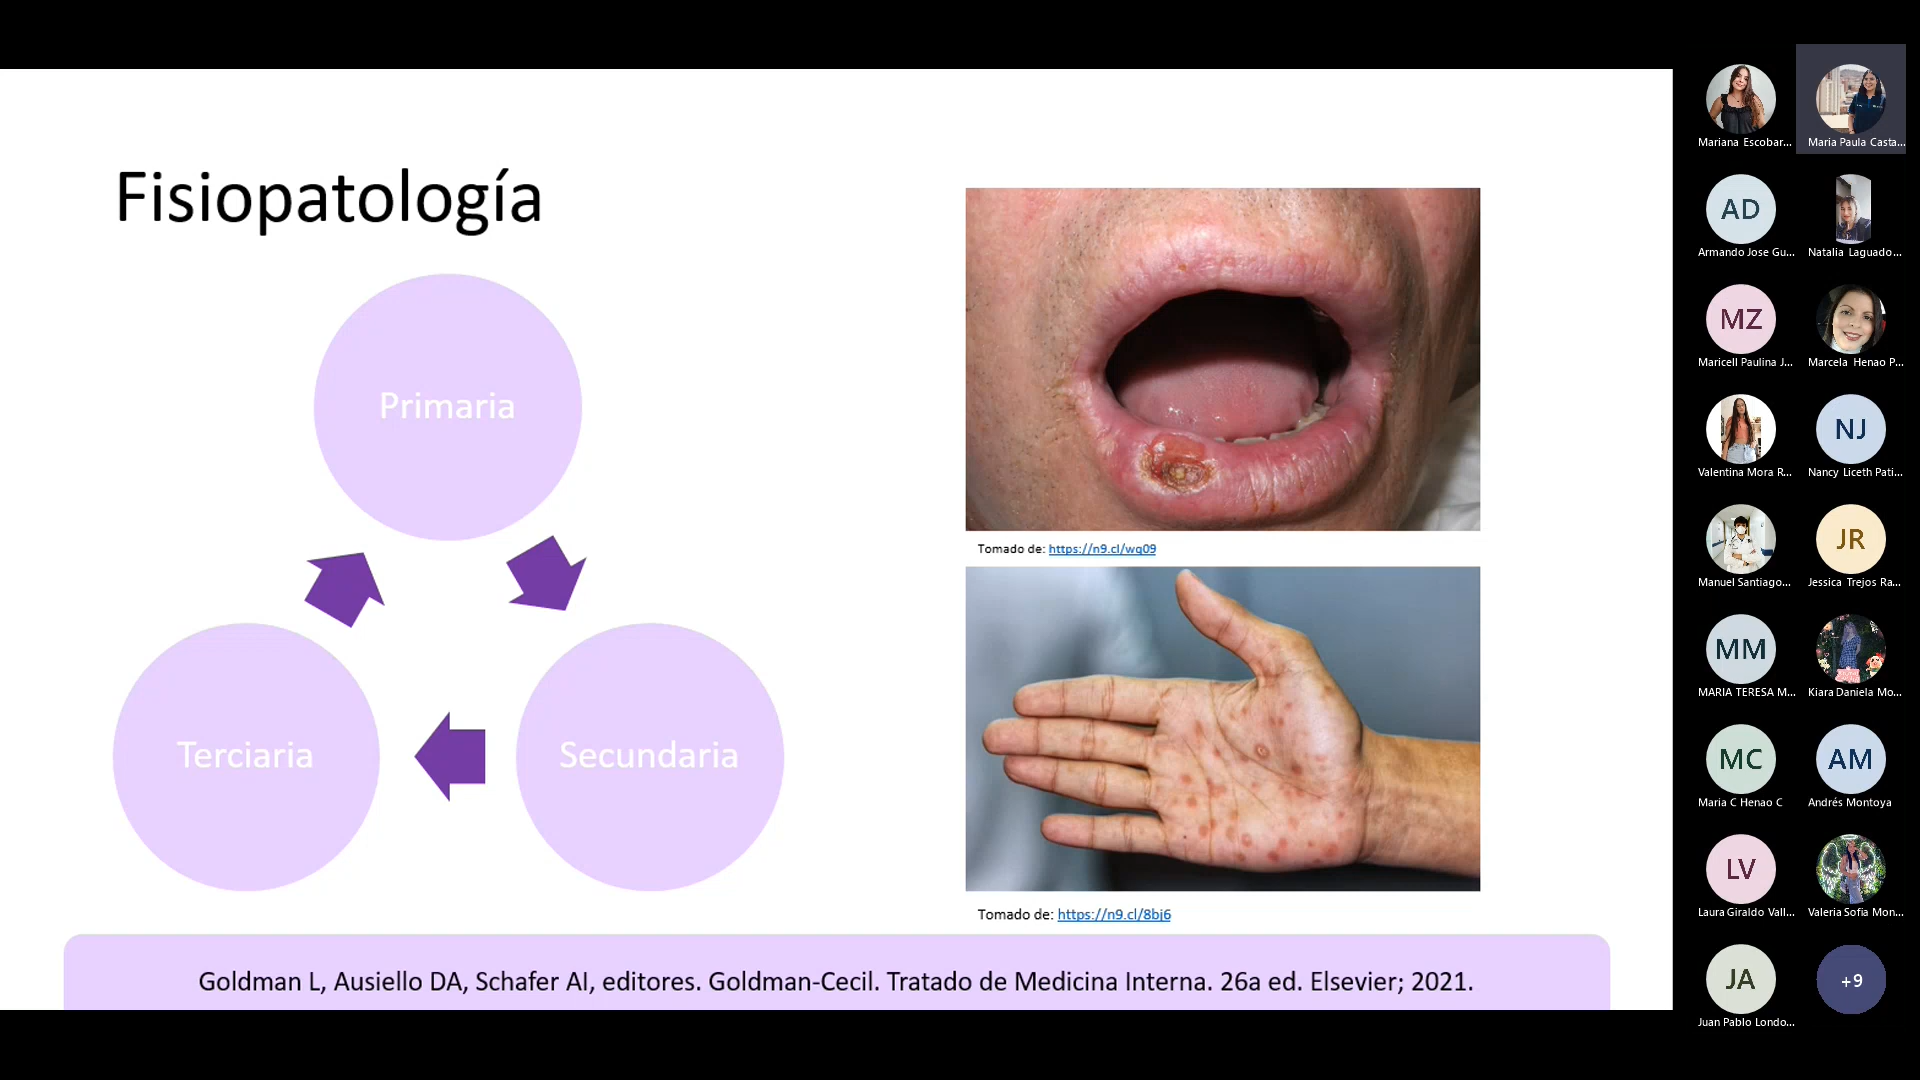 Fisiopatología
Primaria
Terciaria
Secundaria
Tomado de: https://n9.cl/wq09
Tomado de: https://n9.cl/8bj6
Goldman L, Ausiello DA, Schafer AI, editores. Goldman-Cecil. Tratado de Medicina Interna. 26a ed. Elsevier; 2021.
Mariana Escobar...
Maria Paula Casta...
AD
Armando Jose Gu...
Natalia Laguado...
MZ
Maricell Paulina J...
Marcela Henao P...
Valentina Mora R...
NJ
Nancy Liceth Pati...
Manuel Santiago...
JR
Jessica Trejos Ra...
MM
MARIA TERESA M...
Kiara Daniela Mo...
MC
Maria C Henao C
AM
Andrés Montoya
LV
Laura Giraldo Vall...
Valeria Sofia Mon...
JA
Juan Pablo Londo...
+9